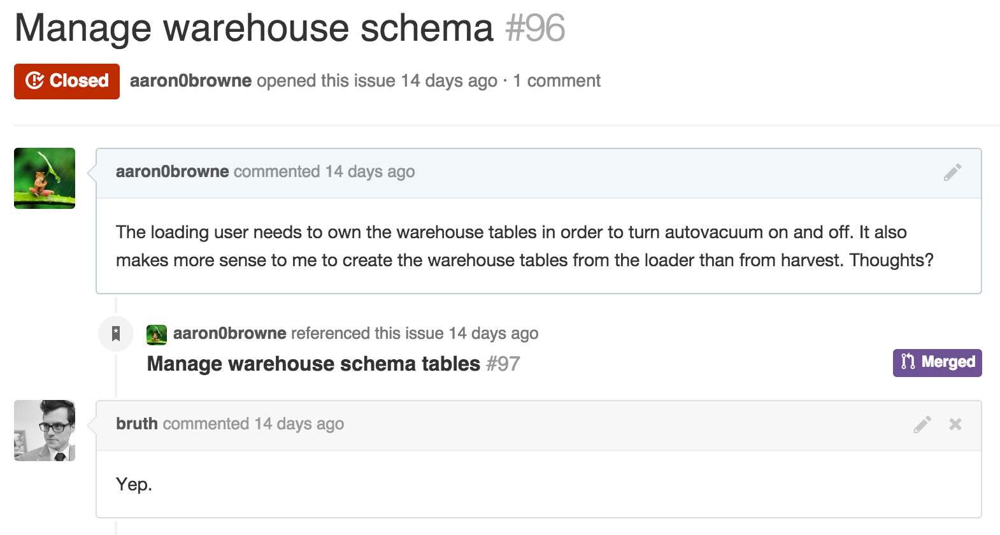 Manage warehouse schema #96
Closed aaron0browne opened this issue 14 days ago · 1 comment
aaron0browne commented 14 days ago
The loading user needs to own the warehouse tables in order to turn autovacuum on and off. It also
makes more sense to me to create the warehouse tables from the loader than from harvest. Thoughts?
aaron0browne referenced this issue 14 days ago
Manage warehouse schema tables #97
Merged
bruth commented 14 days ago
Yep.